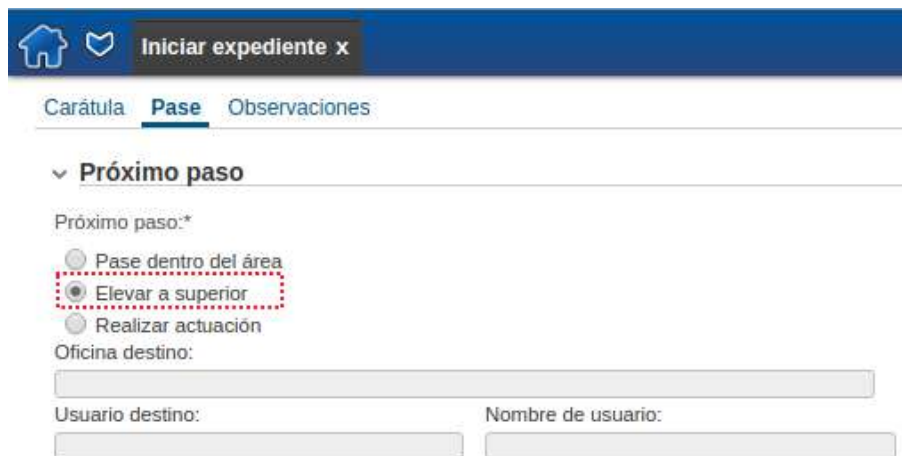 Iniciar expediente x
Carátula Pase Observaciones
Próximo paso
Próximo paso:*
Pase dentro del área
Elevar a superior
Realizar actuación
Oficina destino:
Usuario destino: Nombre de usuario: